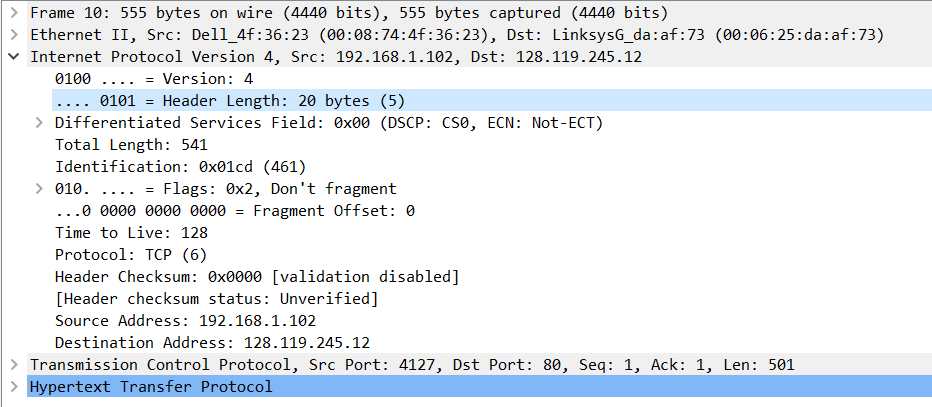 Frame 10: 555 bytes on wire (4440 bits), 555 bytes captured (4440 bits)
Ethernet II, Src: Dell_4f:36:23 (00:08:74:4f:36:23), Dst: LinksysG_da:af:73 (00:06:25:da:af:73)
Internet Protocol Version 4, Src: 192.168.1.102, Dst: 128.119.245.12
0100 .... = Version: 4
.... 0101 = Header Length: 20 bytes (5)
Differentiated Services Field: 0x00 (DSCP: CS0, ECN: Not-ECT)
Total Length: 541
Identification: 0x01cd (461)
010. .... = Flags: 0x2, Don't fragment
...0 0000 0000 0000 = Fragment Offset: 0
Time to Live: 128
Protocol: TCP (6)
Header Checksum: 0x0000 [validation disabled]
[Header checksum status: Unverified]
Source Address: 192.168.1.102
Destination Address: 128.119.245.12
Transmission Control Protocol, Src Port: 4127, Dst Port: 80, Seq: 1, Ack: 1, Len: 501
Hypertext Transfer Protocol